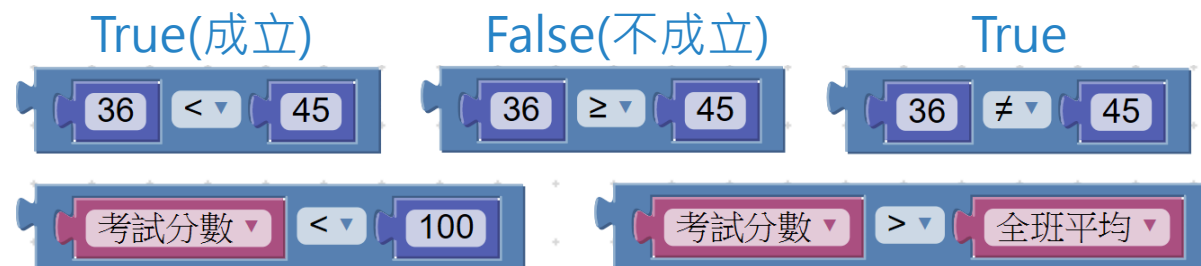 True(成立) False(不成立) True
36 < 45 36 ≥ 45 36 ≠ 45
考試分數 < 100 考試分數 > 全班平均